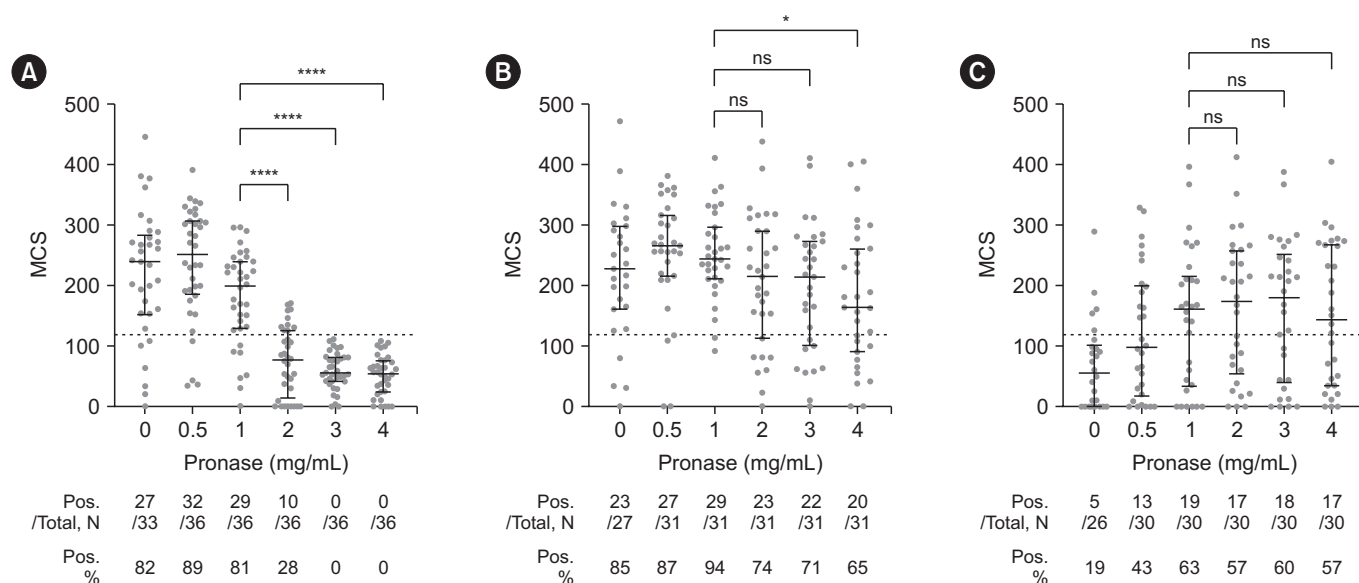 A
****
****
****
500
400
300
200
100
0
MCS
0 0.5 1 2 3 4
Pronase (mg/mL)
Pos. 27 32 29 10 0 0
/Total, N /33 /36 /36 /36 /36 /36
Pos. 82 89 81 28 0 0
%
B
*
ns
ns
500
400
300
200
100
0
MCS
0 0.5 1 2 3 4
Pronase (mg/mL)
Pos. 23 27 29 23 22 20
/Total, N /27 /31 /31 /31 /31 /31
Pos. 85 87 94 74 71 65
%
C
ns
ns
ns
500
400
300
200
100
0
MCS
0 0.5 1 2 3 4
Pronase (mg/mL)
Pos. 5 13 19 17 18 17
/Total, N /26 /30 /30 /30 /30 /30
Pos. 19 43 63 57 60 57
%